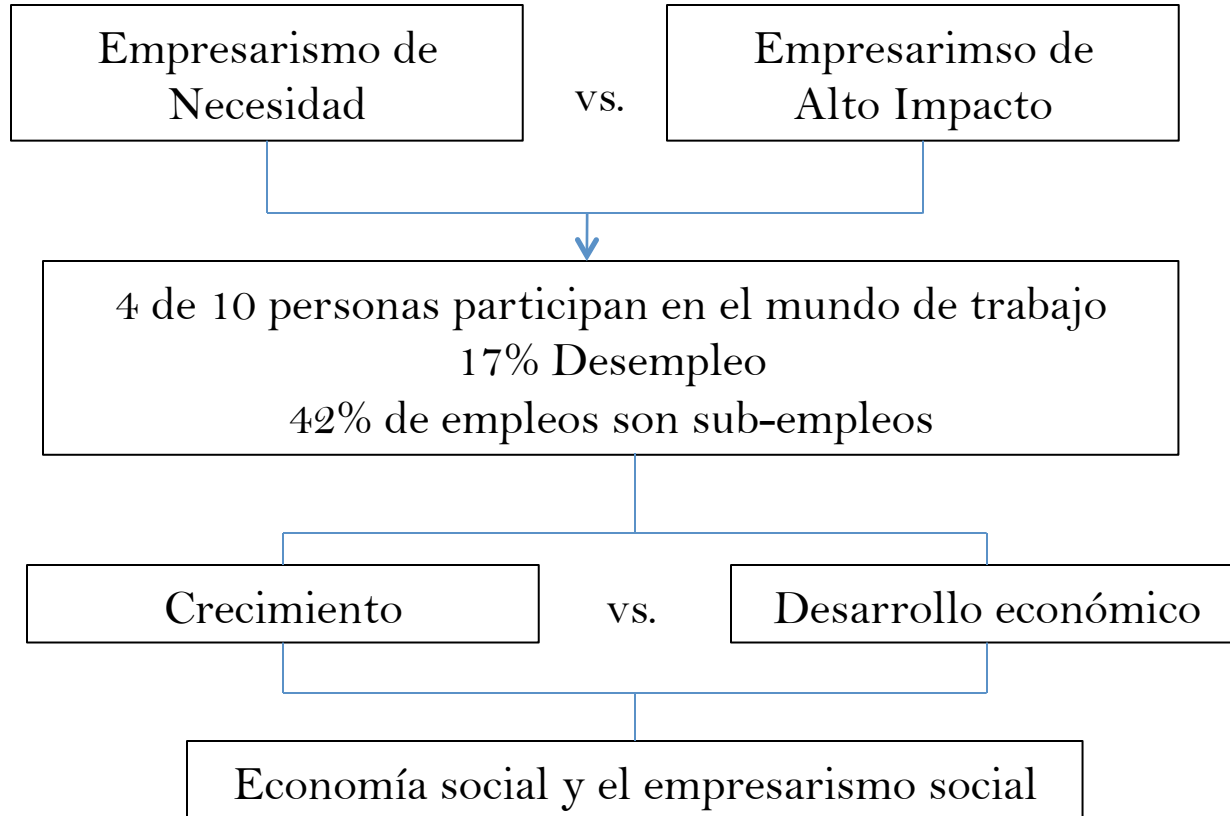 Empresarismo de
Necesidad
vs.
Empresarimso de
Alto Impacto
4 de 10 personas participan en el mundo de trabajo
17% Desempleo
42% de empleos son sub-empleos
Crecimiento
vs.
Desarrollo económico
Economía social y el empresarismo social